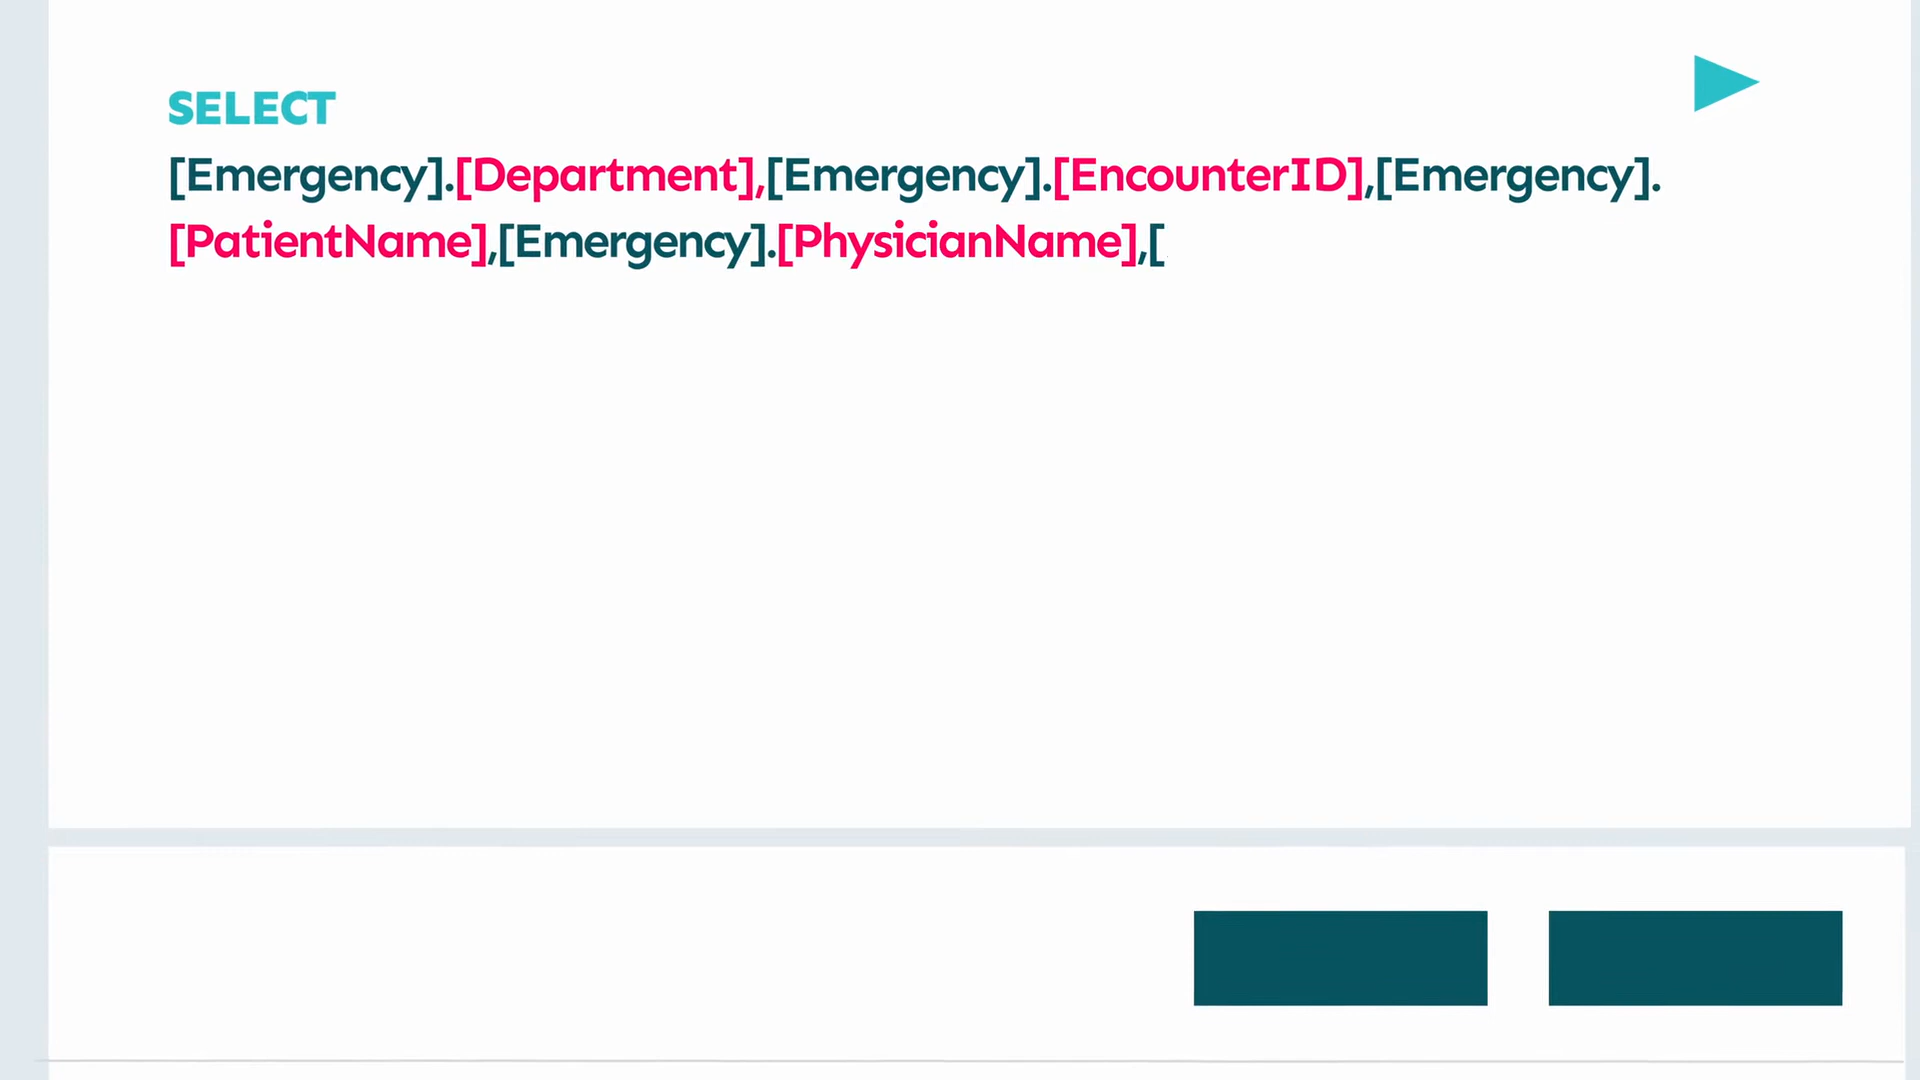 SELECT
[Emergency].[Department],[Emergency].[EncounterID],[Emergency].
[PatientName],[Emergency].[PhysicianName],[